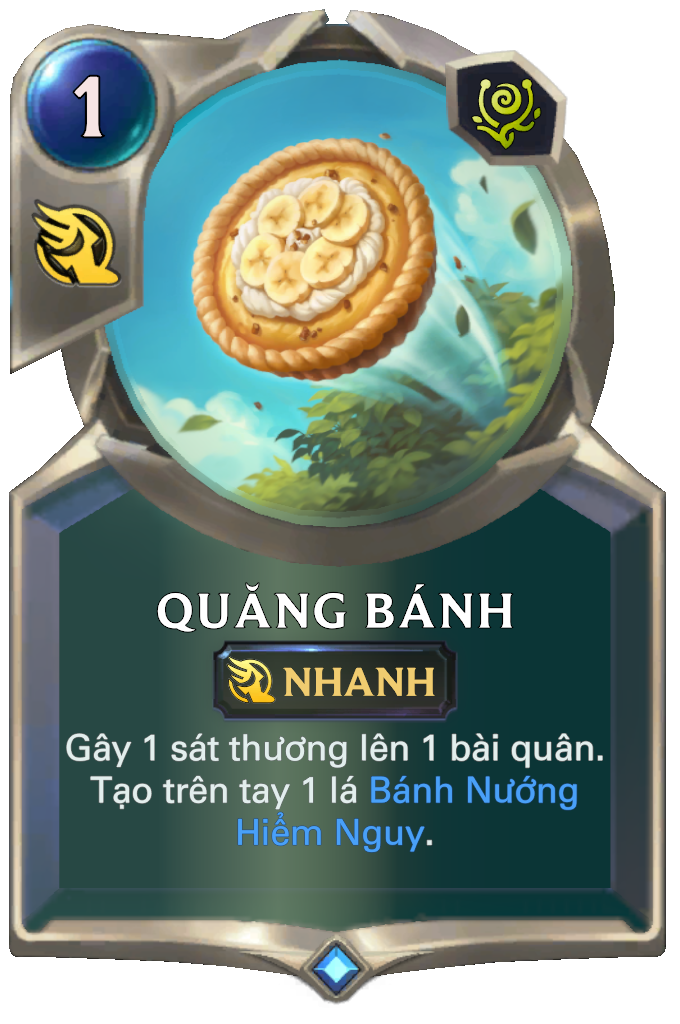 1
QUĂNG BÁNH
NHANH
Gây 1 sát thương lên 1 bài quân.
Tạo trên tay 1 lá Bánh Nướng
Hiểm Nguy.